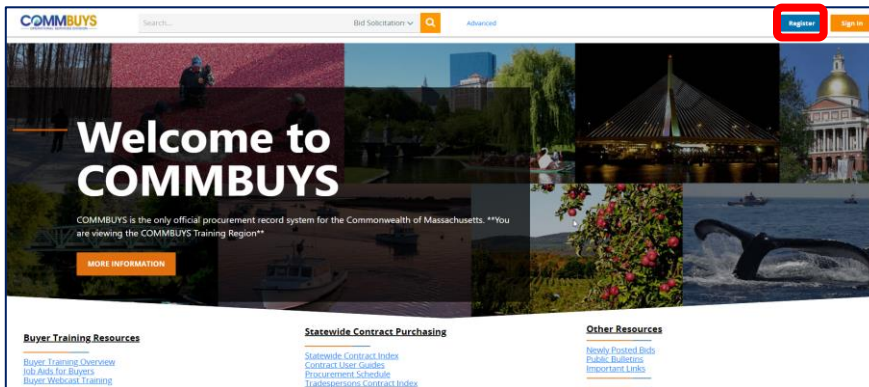 COMMBUYS
OPERATIONAL SERVICES DIVISION
Search...
Bid Solicitation
Advanced
Register
Sign In
Welcome to
COMMBUYS
COMMBUYS is the only official procurement record system for the Commonwealth of Massachusetts. **You
are viewing the COMMBUYS Training Region**
MORE INFORMATION
Buyer Training Resources
Buyer Training Overview
Job Aids for Buyers
Buyer Webcast Training
Statewide Contract Purchasing
Statewide Contract Index
Contract User Guides
Procurement Schedule
Tradespersons Contract Index
Other Resources
Newly Posted Bids
Public Bulletins
Important Links